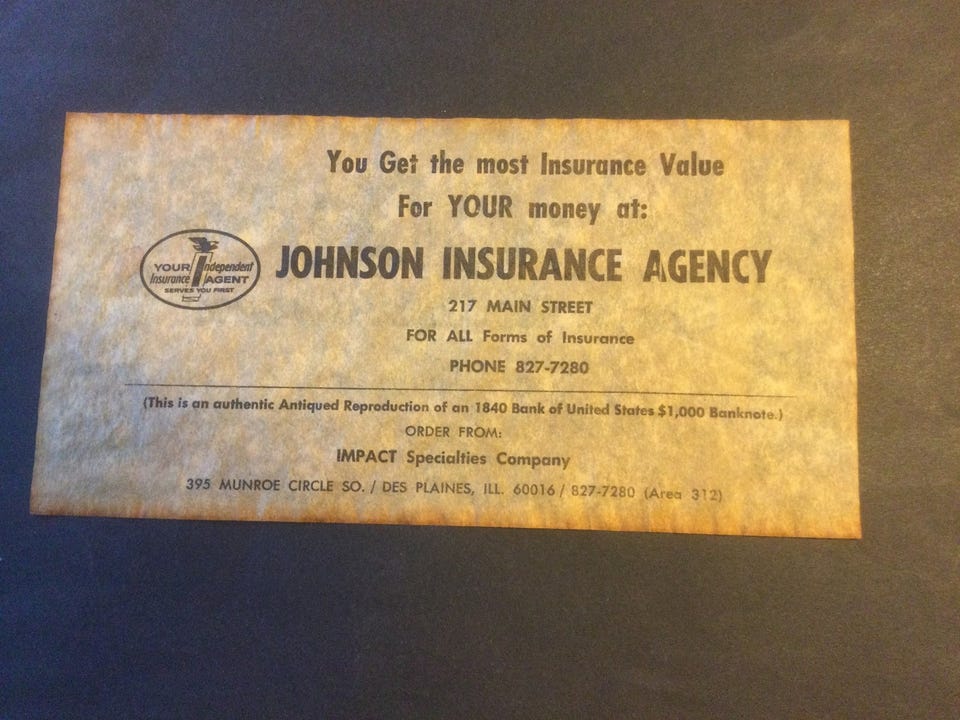 You Get the most Insurance Value
For YOUR money at:
YOUR Independent
Insurance AGENT
SERVES YOU FIRST
JOHNSON INSURANCE AGENCY
217 MAIN STREET
FOR ALL Forms of Insurance
PHONE 827-7280
(This is an authentic Antiqued Reproduction of an 1840 Bank of United States $1,000 Banknote.)
ORDER FROM:
IMPACT Specialties Company
395 MUNROE CIRCLE SO. / DES PLAINES, ILL. 60016 / 827-7280 (Area 312)